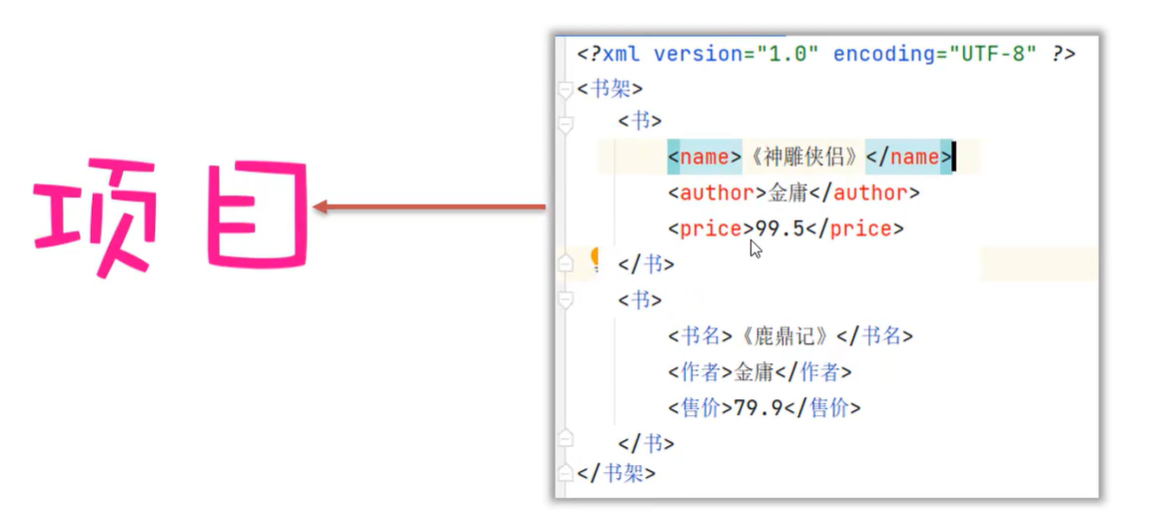 项目
<?xml version="1.0" encoding="UTF-8" ?>
<书架>
<书>
<name>《神雕侠侣》</name>
<author>金庸</author>
<price>99.5</price>
</书>
<书>
<书名>《鹿鼎记》</书名>
<作者>金庸</作者>
<售价>79.9</售价>
</书>
</书架>